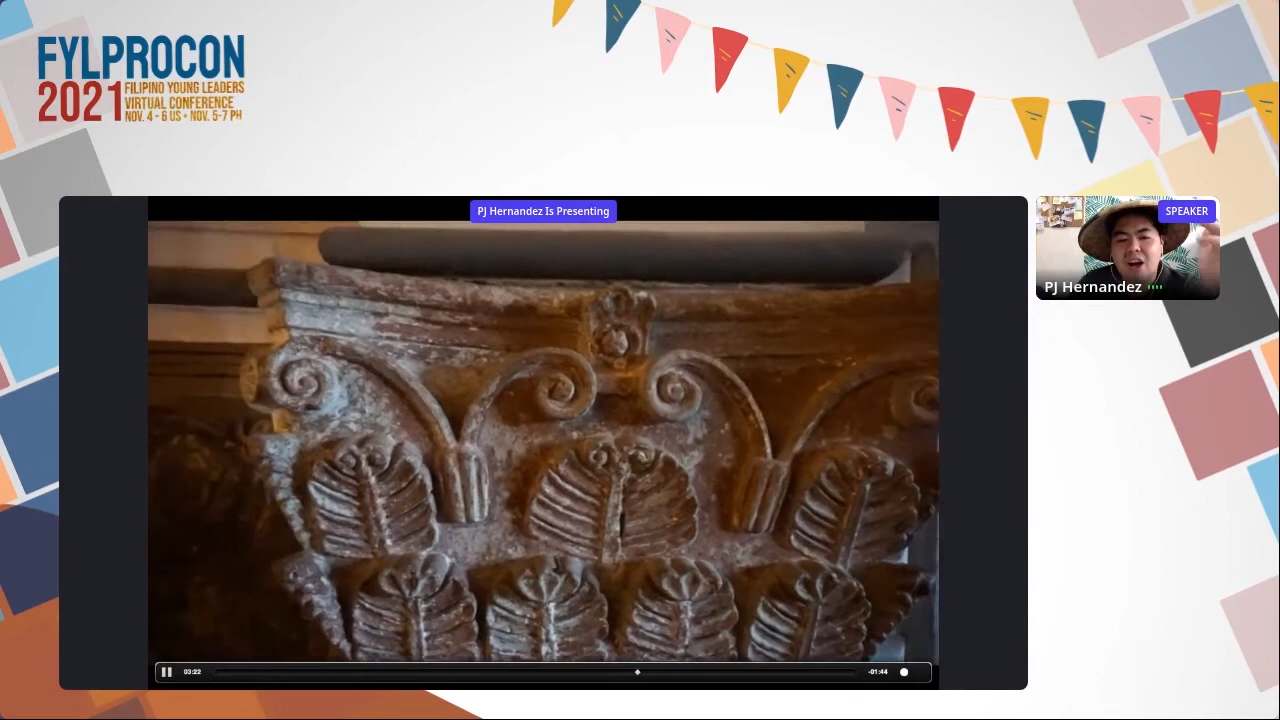 FYLPROCON
2021
FILIPINO YOUNG LEADERS
VIRTUAL CONFERENCE
NOV. 4 - 6 US • NOV. 5-7 PH
PJ Hernandez Is Presenting
SPEAKER
PJ Hernandez
03:22
-01:44